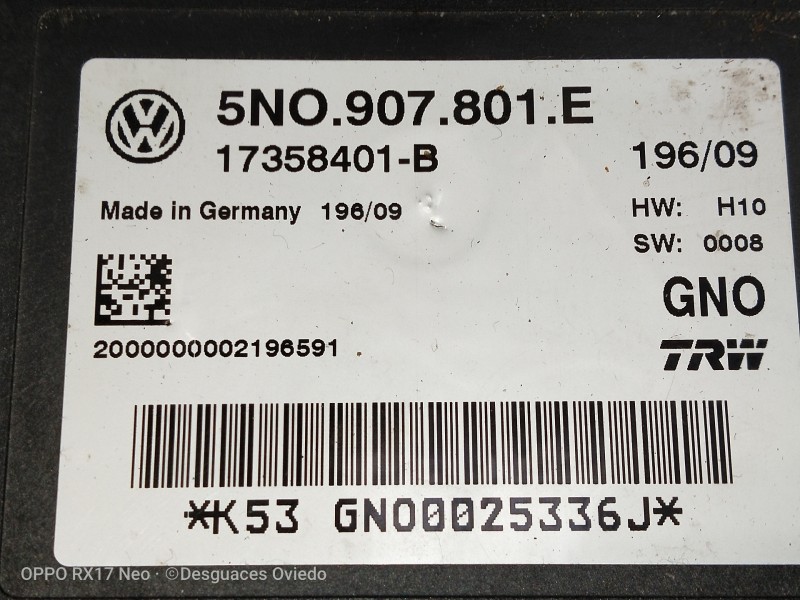 5NO.907.801.E
17358401-B 196/09
Made in Germany 196/09 HW: H10
SW: 0008
GNO
2000000002196591
TRW
*K53 GNO0025336J*
OPPO RX17 Neo · ©Desguaces Oviedo